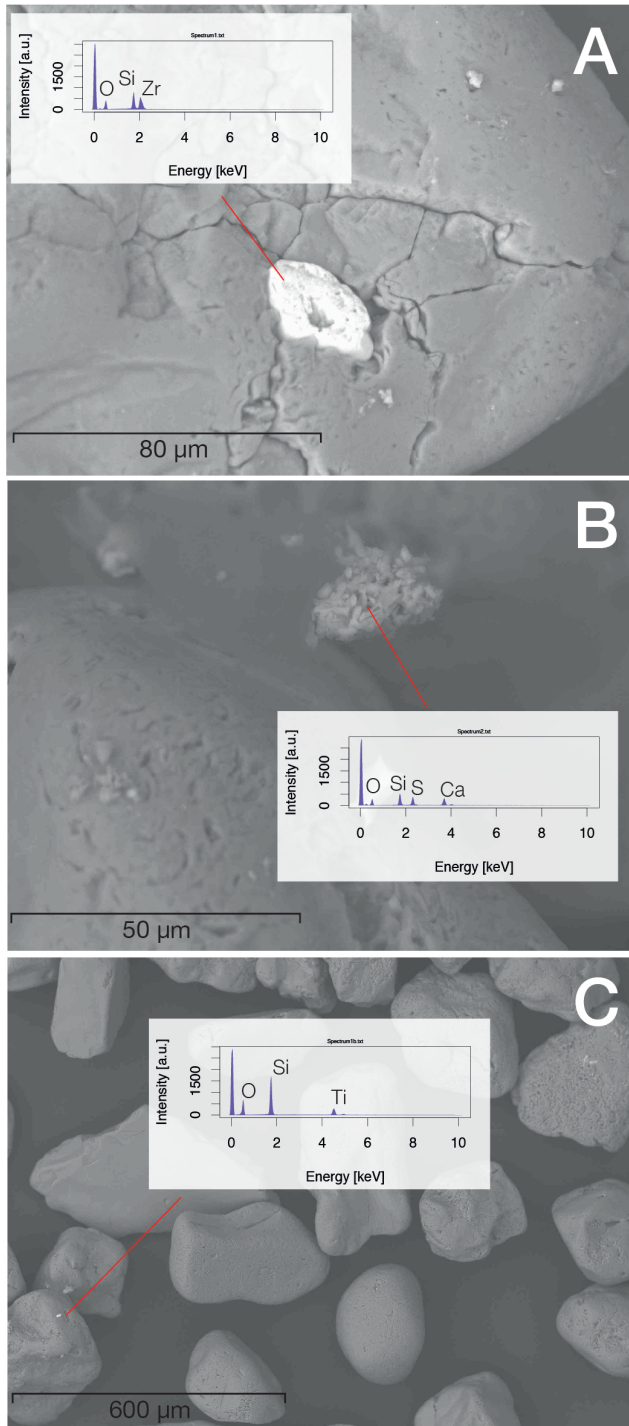 A
Spectrum1.txt
Intensity [a.u.]
1500
0
O
Si
Zr
0 2 4 6 8 10
Energy [keV]
80 µm
B
Spectrum2.txt
Intensity [a.u.]
1500
0
O
Si
S
Ca
0 2 4 6 8 10
Energy [keV]
50 µm
C
Spectrum1b.txt
Intensity [a.u.]
1500
0
O
Si
Ti
0 2 4 6 8 10
Energy [keV]
600 µm